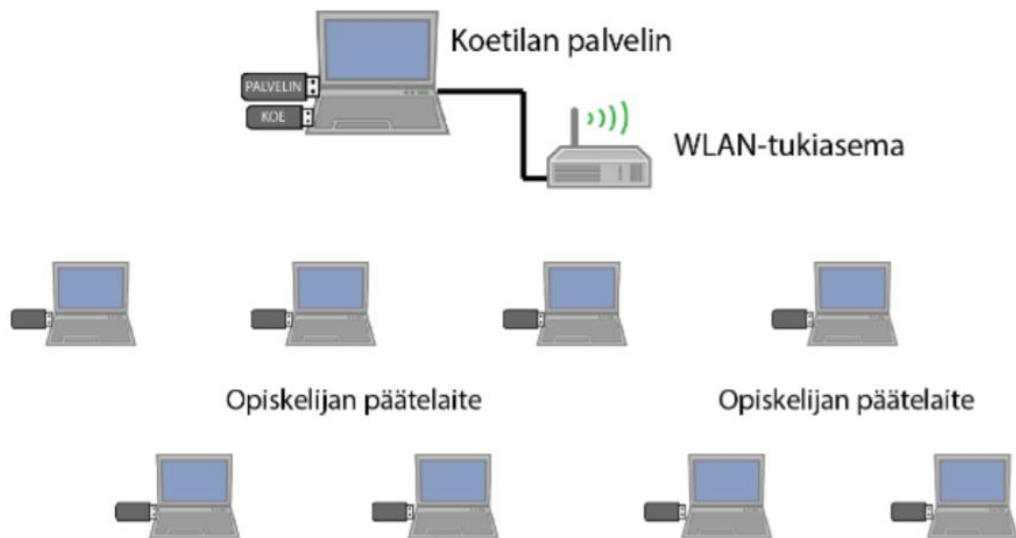 Koetilan palvelin
PALVELIN
KOE
WLAN-tukiasema
Opiskelijan päätelaite
Opiskelijan päätelaite